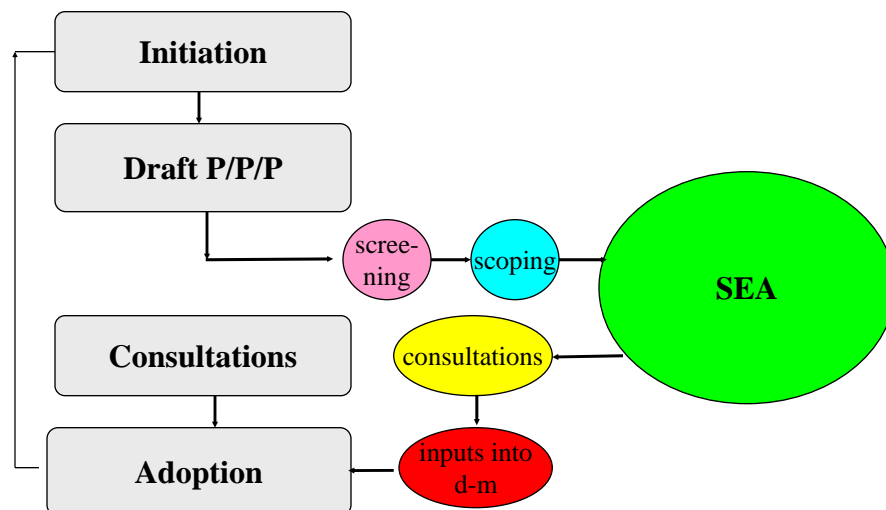 Initiation
Draft P/P/P
scree-
ning
scoping
SEA
Consultations
consultations
Adoption
inputs into
d-m